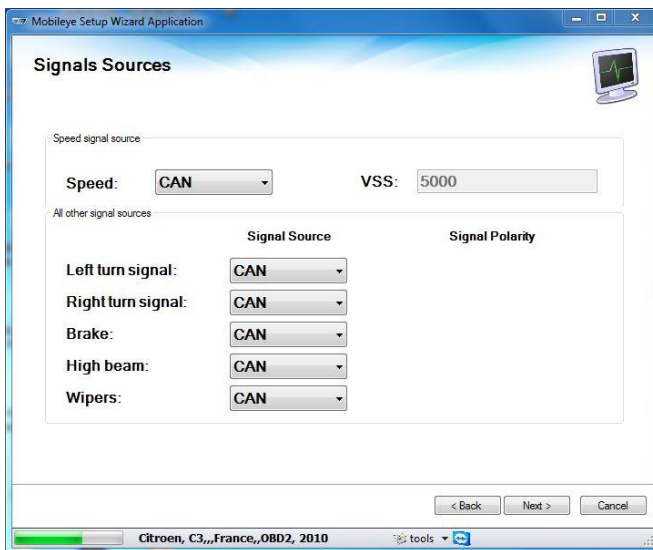 Mobileye Setup Wizard Application
Signals Sources
Speed signal source
Speed: CAN VSS: 5000
All other signal sources
Signal Source Signal Polarity
Left turn signal: CAN
Right turn signal: CAN
Brake: CAN
High beam: CAN
Wipers: CAN
< Back Next > Cancel
Citroen, C3,,,France,,OBD2, 2010 tools